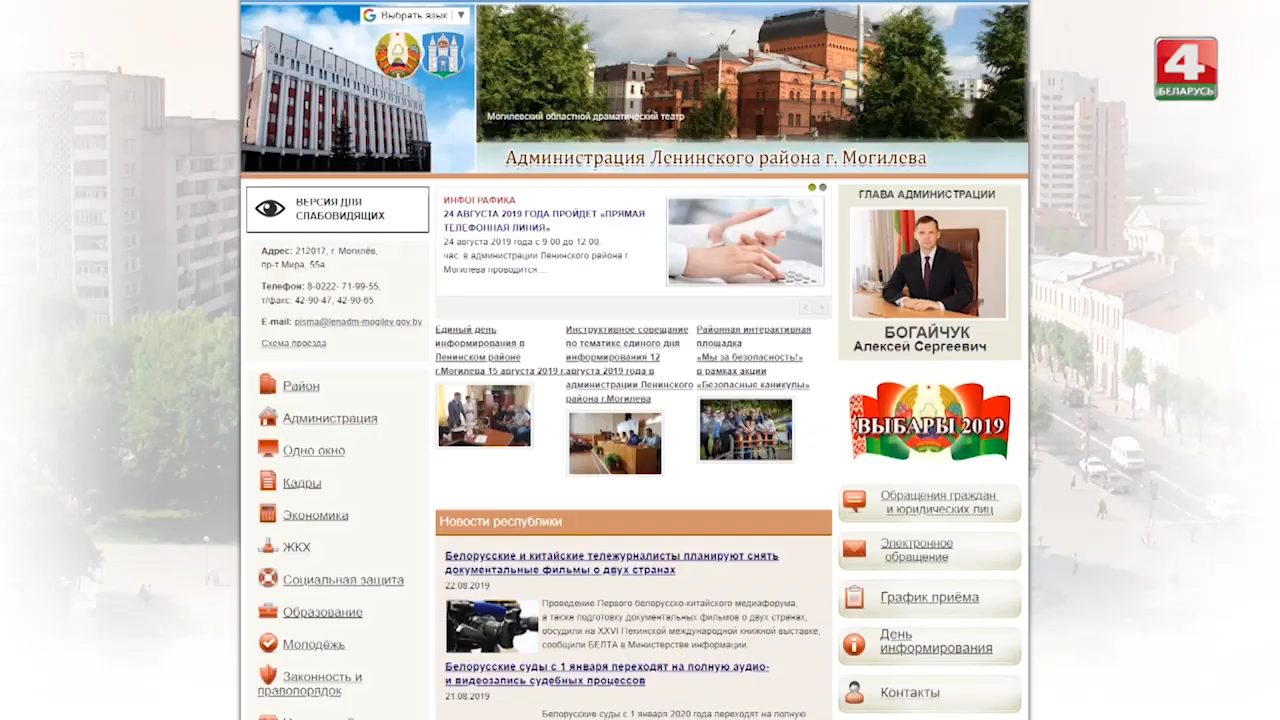 Выбрать язык
4
БЕЛАРУСЬ
Могилевский областной драматический театр
Администрация Ленинского района г. Могилева
ВЕРСИЯ ДЛЯ
СЛАБОВИДЯЩИХ
Адрес: 212017, г. Могилёв,
пр-т Мира, 55а.
Телефон: 8-0222- 71-99-55,
т/факс: 42-90-47, 42-90-65
E-mail: pisma@lenadm-mogilev.gov.by
Схема проезда
Район
Администрация
Одно окно
Кадры
Экономика
ЖКХ
Социальная защита
Образование
Молодёжь
Законность и
правопорядок
ИНФОГРАФИКА
24 АВГУСТА 2019 ГОДА ПРОЙДЕТ «ПРЯМАЯ
ТЕЛЕФОННАЯ ЛИНИЯ»
24 августа 2019 года с 9.00 до 12.00.
час. в администрации Ленинского района г.
Могилева проводится ...
Единый день
информирования в
Ленинском районе
г.Могилева 15 августа 2019 г.
Инструктивное совещание
по тематике единого дня
информирования 12
августа 2019 года в
администрации Ленинского
района г.Могилева
Районная интерактивная
площадка
«Мы за безопасность!»
в рамках акции
«Безопасные каникулы»
Новости республики
Белорусские и китайские тележурналисты планируют снять
документальные фильмы о двух странах
22.08.2019
Проведение Первого белорусско-китайского медиафорума,
а также подготовку документальных фильмов о двух странах,
обсудили на XXVI Пекинской международной книжной выставке,
сообщили БЕЛТА в Министерстве информации.
Белорусские суды с 1 января переходят на полную аудио-
и видеозапись судебных процессов
21.08.2019
Белорусские суды с 1 января 2020 года переходят на полную
ГЛАВА АДМИНИСТРАЦИИ
БОГАЙЧУК
Алексей Сергеевич
ВЫБАРЫ 2019
Обращения граждан
и юридических лиц
Электронное
обращение
График приёма
День
информирования
Контакты